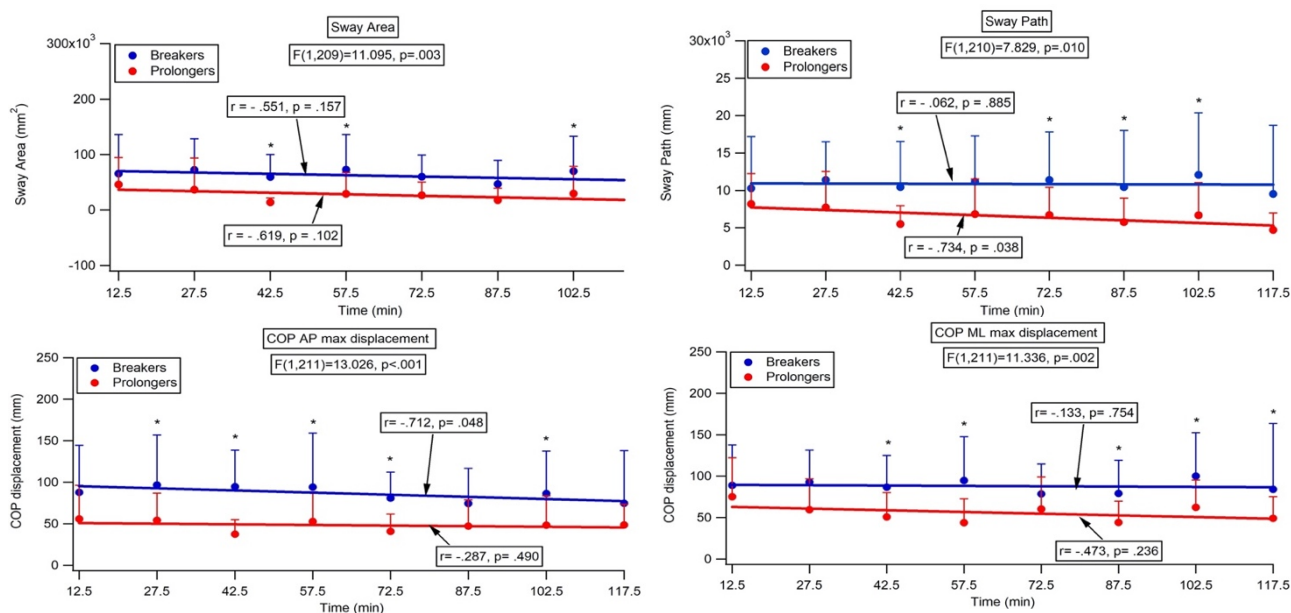 Sway Area
F(1,209)=11.095, p=.003
300x10³
200
100
0
-100
Sway Area (mm²)
Breakers
Prolongers
r = - .551, p = .157
r = - .619, p = .102
*
*
*
12.5 27.5 42.5 57.5 72.5 87.5 102.5
Time (min)
Sway Path
F(1,210)=7.829, p=.010
30x10³
25
20
15
10
5
0
Sway Path (mm)
Breakers
Prolongers
r = - .062, p = .885
r = - .734, p = .038
*
*
*
*
12.5 27.5 42.5 57.5 72.5 87.5 102.5 117.5
Time (min)
COP AP max displacement
F(1,211)=13.026, p<.001
250
200
150
100
50
0
COP displacement (mm)
Breakers
Prolongers
r= -.712, p= .048
r= -.287, p= .490
*
*
*
*
*
12.5 27.5 42.5 57.5 72.5 87.5 102.5 117.5
Time (min)
COP ML max displacement
F(1,211)=11.336, p=.002
250
200
150
100
50
0
COP displacement (mm)
Breakers
Prolongers
r= -.133, p= .754
r= -.473, p= .236
*
*
*
*
*
12.5 27.5 42.5 57.5 72.5 87.5 102.5 117.5
Time (min)